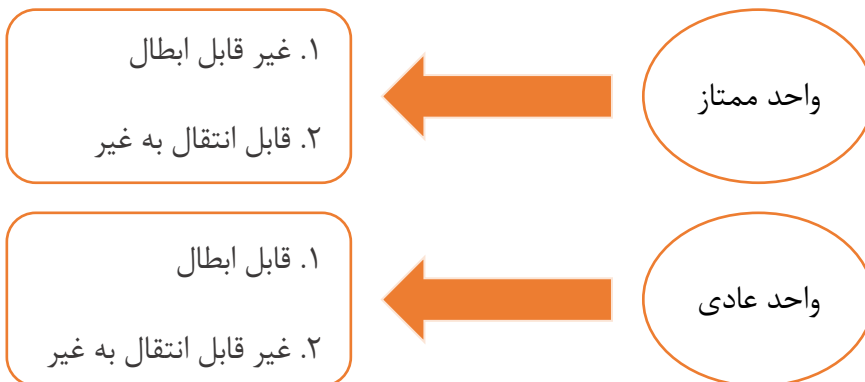 واحد ممتاز
۱. غیر قابل ابطال
۲. قابل انتقال به غیر
واحد عادی
۱. قابل ابطال
۲. غیر قابل انتقال به غیر